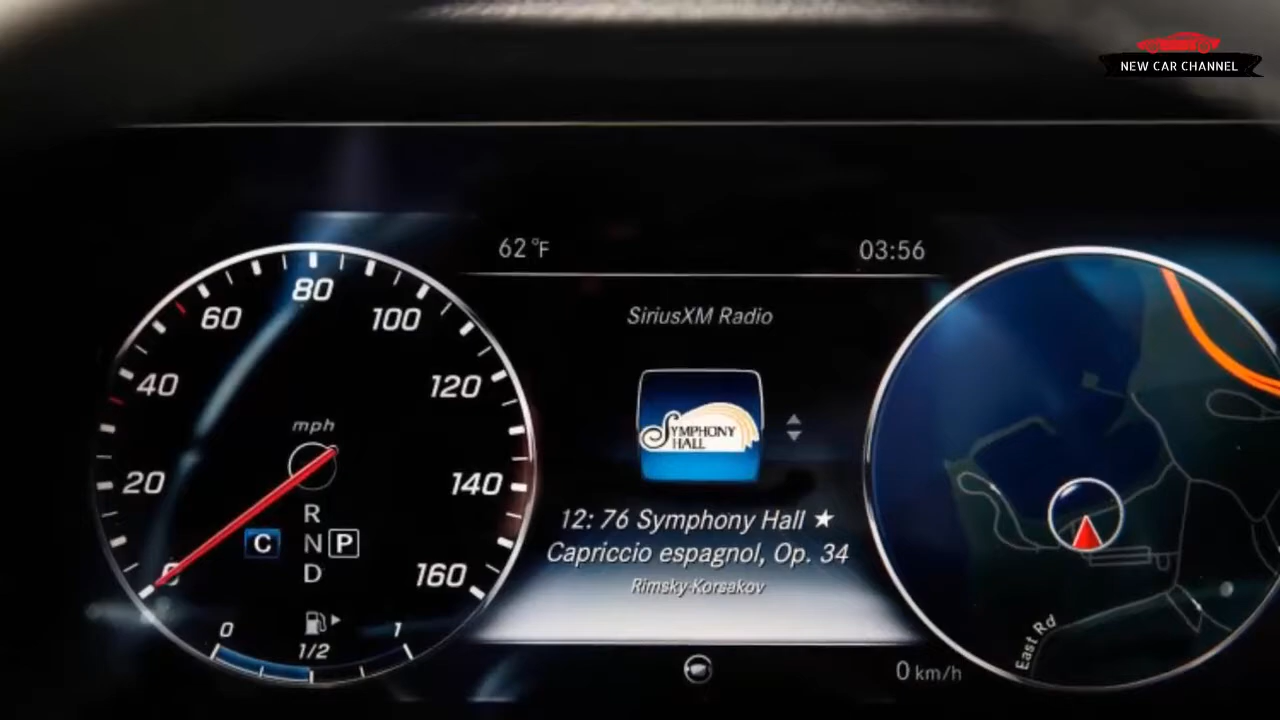 NEW CAR CHANNEL
62°F
03:56
SiriusXM Radio
SYMPHONY
HALL
12: 76 Symphony Hall ★
Capriccio espagnol, Op. 34
Rimsky-Korsakov
0 km/h
0
20
40
60
80
100
120
140
160
mph
R
C N P
D
0 1/2 1
East Rd